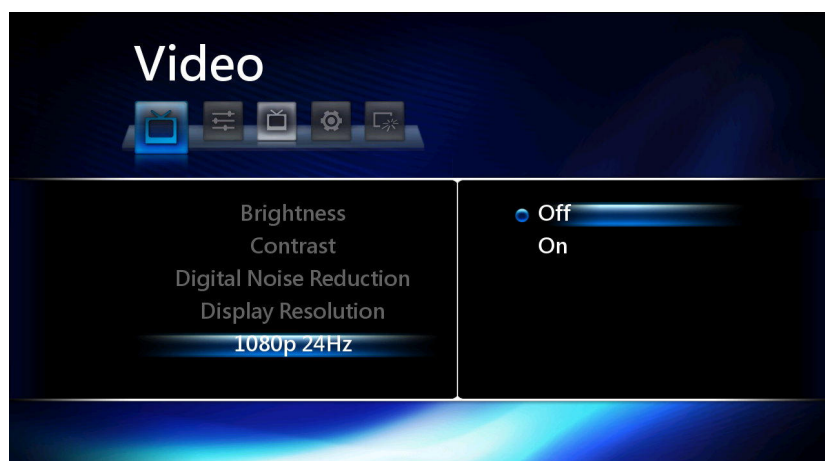 Video
Brightness
Contrast
Digital Noise Reduction
Display Resolution
1080p 24Hz
Off
On